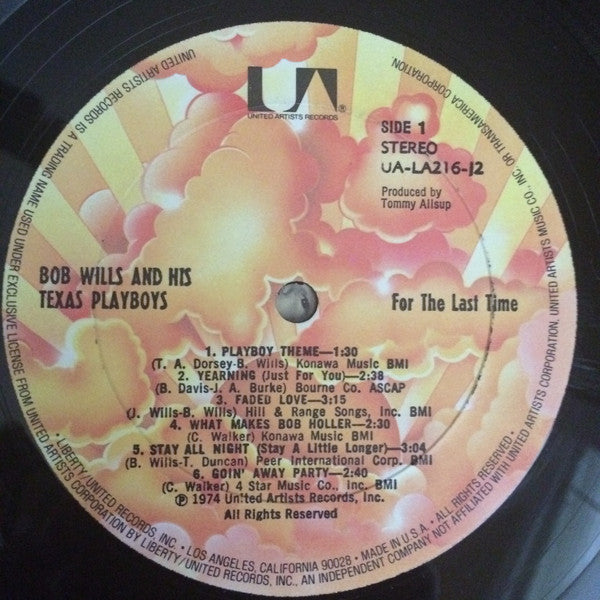 UA
UNITED ARTISTS RECORDS ®
SIDE 1
STEREO
UA-LA216-J2
Produced by
Tommy Allsup
BOB WILLS AND HIS
TEXAS PLAYBOYS
For The Last Time
1. PLAYBOY THEME—1:30
(T. A. Dorsey-B. Wills) Konawa Music BMI
2. YEARNING (Just For You)—2:38
(B. Davis-J. A. Burke) Bourne Co. ASCAP
3. FADED LOVE—3:15
(J. Wills-B. Wills) Hill & Range Songs, Inc. BMI
4. WHAT MAKES BOB HOLLER—2:30
(C. Walker) Konawa Music BMI
5. STAY ALL NIGHT (Stay A Little Longer)—3:04
(B. Wills-T. Duncan) Peer International Corp. BMI
6. GOIN' AWAY PARTY—2:40
(C. Walker) 4 Star Music Co., Inc. BMI
℗ 1974 United Artists Records, Inc.
All Rights Reserved
• LIBERTY/UNITED RECORDS, INC. • LOS ANGELES, CALIFORNIA 90028 • MADE IN U.S.A. • ALL RIGHTS RESERVED •
UNITED ARTISTS RECORDS IS A TRADING NAME USED UNDER EXCLUSIVE LICENSE FROM UNITED ARTISTS CORPORATION BY LIBERTY/UNITED RECORDS, INC., AN INDEPENDENT COMPANY NOT AFFILIATED WITH UNITED ARTISTS CORPORATION, UNITED ARTISTS MUSIC CO., INC. OR TRANSAMERICA CORPORATION.